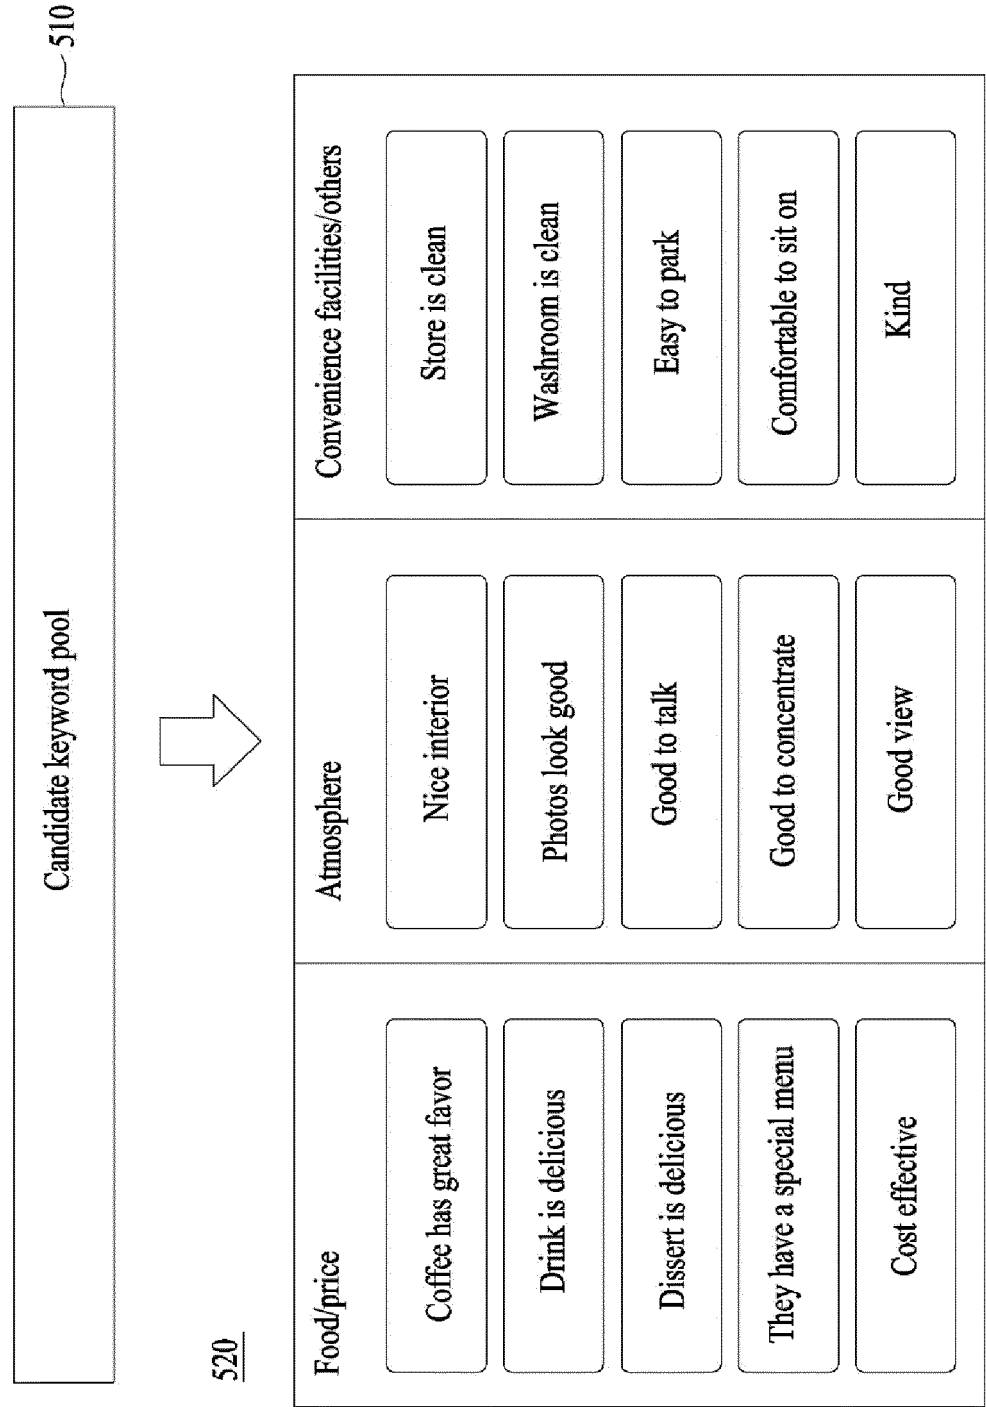 Candidate keyword pool
510
520
Food/price
Coffee has great favor
Drink is delicious
Dissert is delicious
They have a special menu
Cost effective
Atmosphere
Nice interior
Photos look good
Good to talk
Good to concentrate
Good view
Convenience facilities/others
Store is clean
Washroom is clean
Easy to park
Comfortable to sit on
Kind